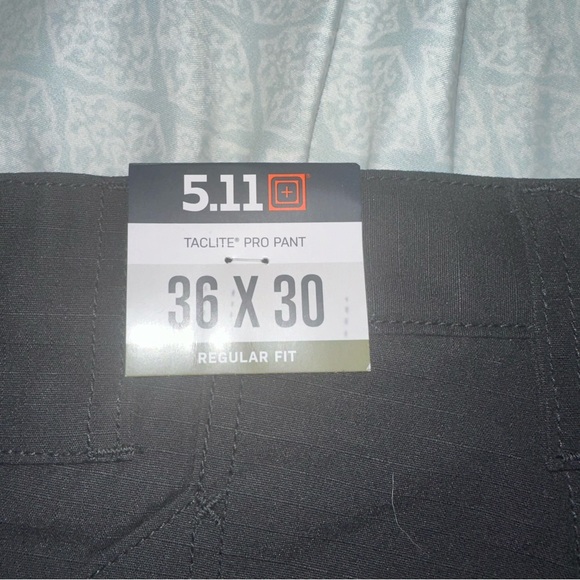 5.11®
TACLITE® PRO PANT
36 X 30
REGULAR FIT